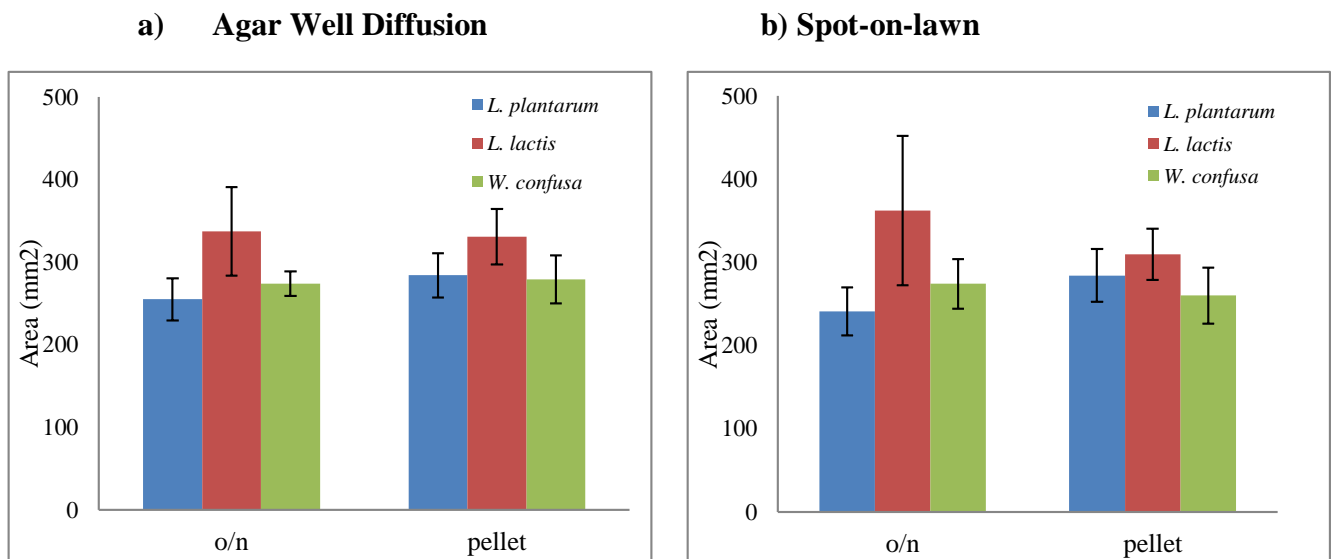 a) Agar Well Diffusion
500
400
300
200
100
0
Area (mm2)
L. plantarum
L. lactis
W. confusa
o/n
pellet
b) Spot-on-lawn
500
400
300
200
100
0
Area (mm2)
L. plantarum
L. lactis
W. confusa
o/n
pellet